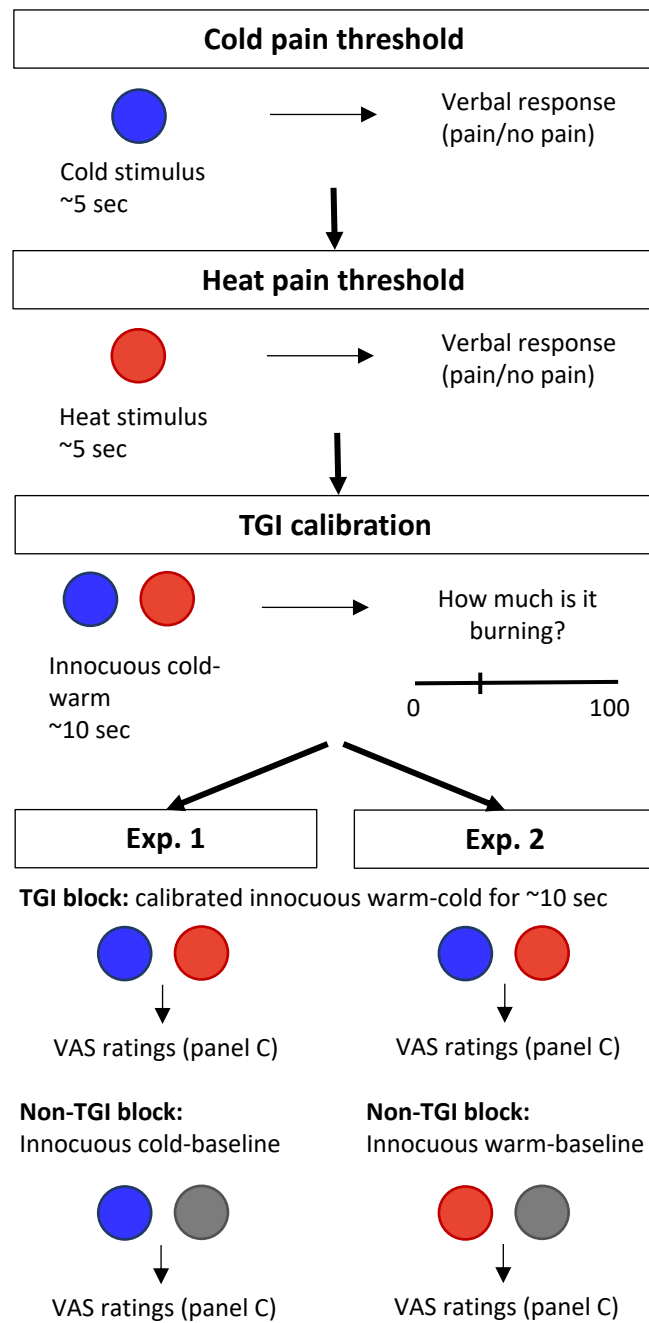 Cold pain threshold
Verbal response
(pain/no pain)
Cold stimulus
~5 sec
Heat pain threshold
Verbal response
(pain/no pain)
Heat stimulus
~5 sec
TGI calibration
How much is it
burning?
Innocuous cold-
warm
~10 sec
0
100
Exp. 1
Exp. 2
TGI block: calibrated innocuous warm-cold for ~10 sec
VAS ratings (panel C)
VAS ratings (panel C)
Non-TGI block:
Innocuous cold-baseline
Non-TGI block:
Innocuous warm-baseline
VAS ratings (panel C)
VAS ratings (panel C)